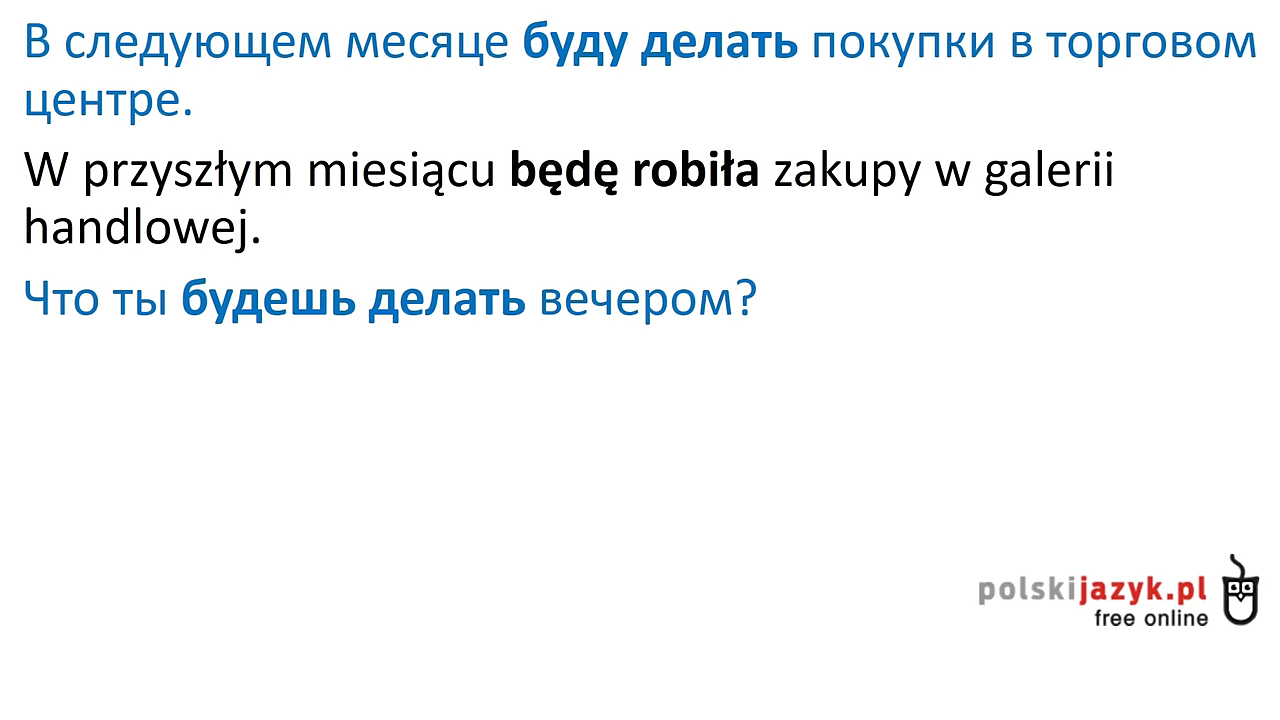 В следующем месяце буду делать покупки в торговом
центре.
W przyszłym miesiącu będę robiła zakupy w galerii
handlowej.
Что ты будешь делать вечером?
polskijazyk.pl
free online